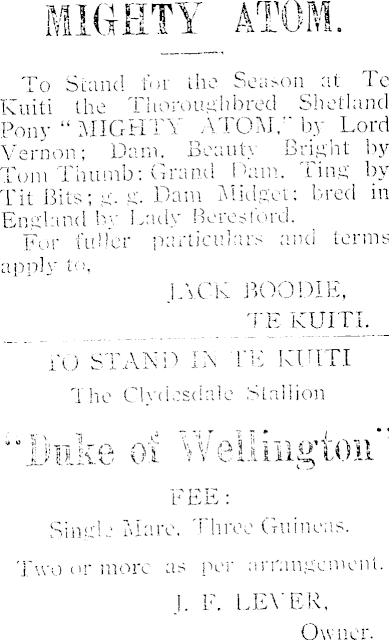 MIGHTY ATOM.
To Stand for the Season at Te
Kuiti the Thoroughbred Shetland
Pony "MIGHTY ATOM," by Lord
Vernon; Dam, Beauty Bright by
Tom Thumb; Grand Dam, Ting by
Tit Bits; g. g. Dam Midget; bred in
England by Lady Beresford.
For fuller particulars and terms
apply to,
JACK BOODIE,
TE KUITI.
TO STAND IN TE KUITI
The Clydesdale Stallion
"Duke of Wellington"
FEE:
Single Mare, Three Guineas.
Two or more as per arrangement.
J. F. LEVER,
Owner.